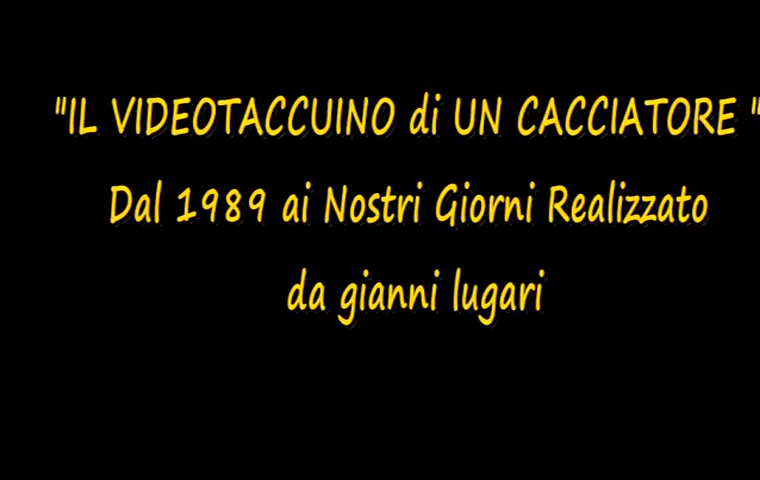 "IL VIDEOTACCUINO di UN CACCIATORE "
Dal 1989 ai Nostri Giorni Realizzato
da gianni lugari